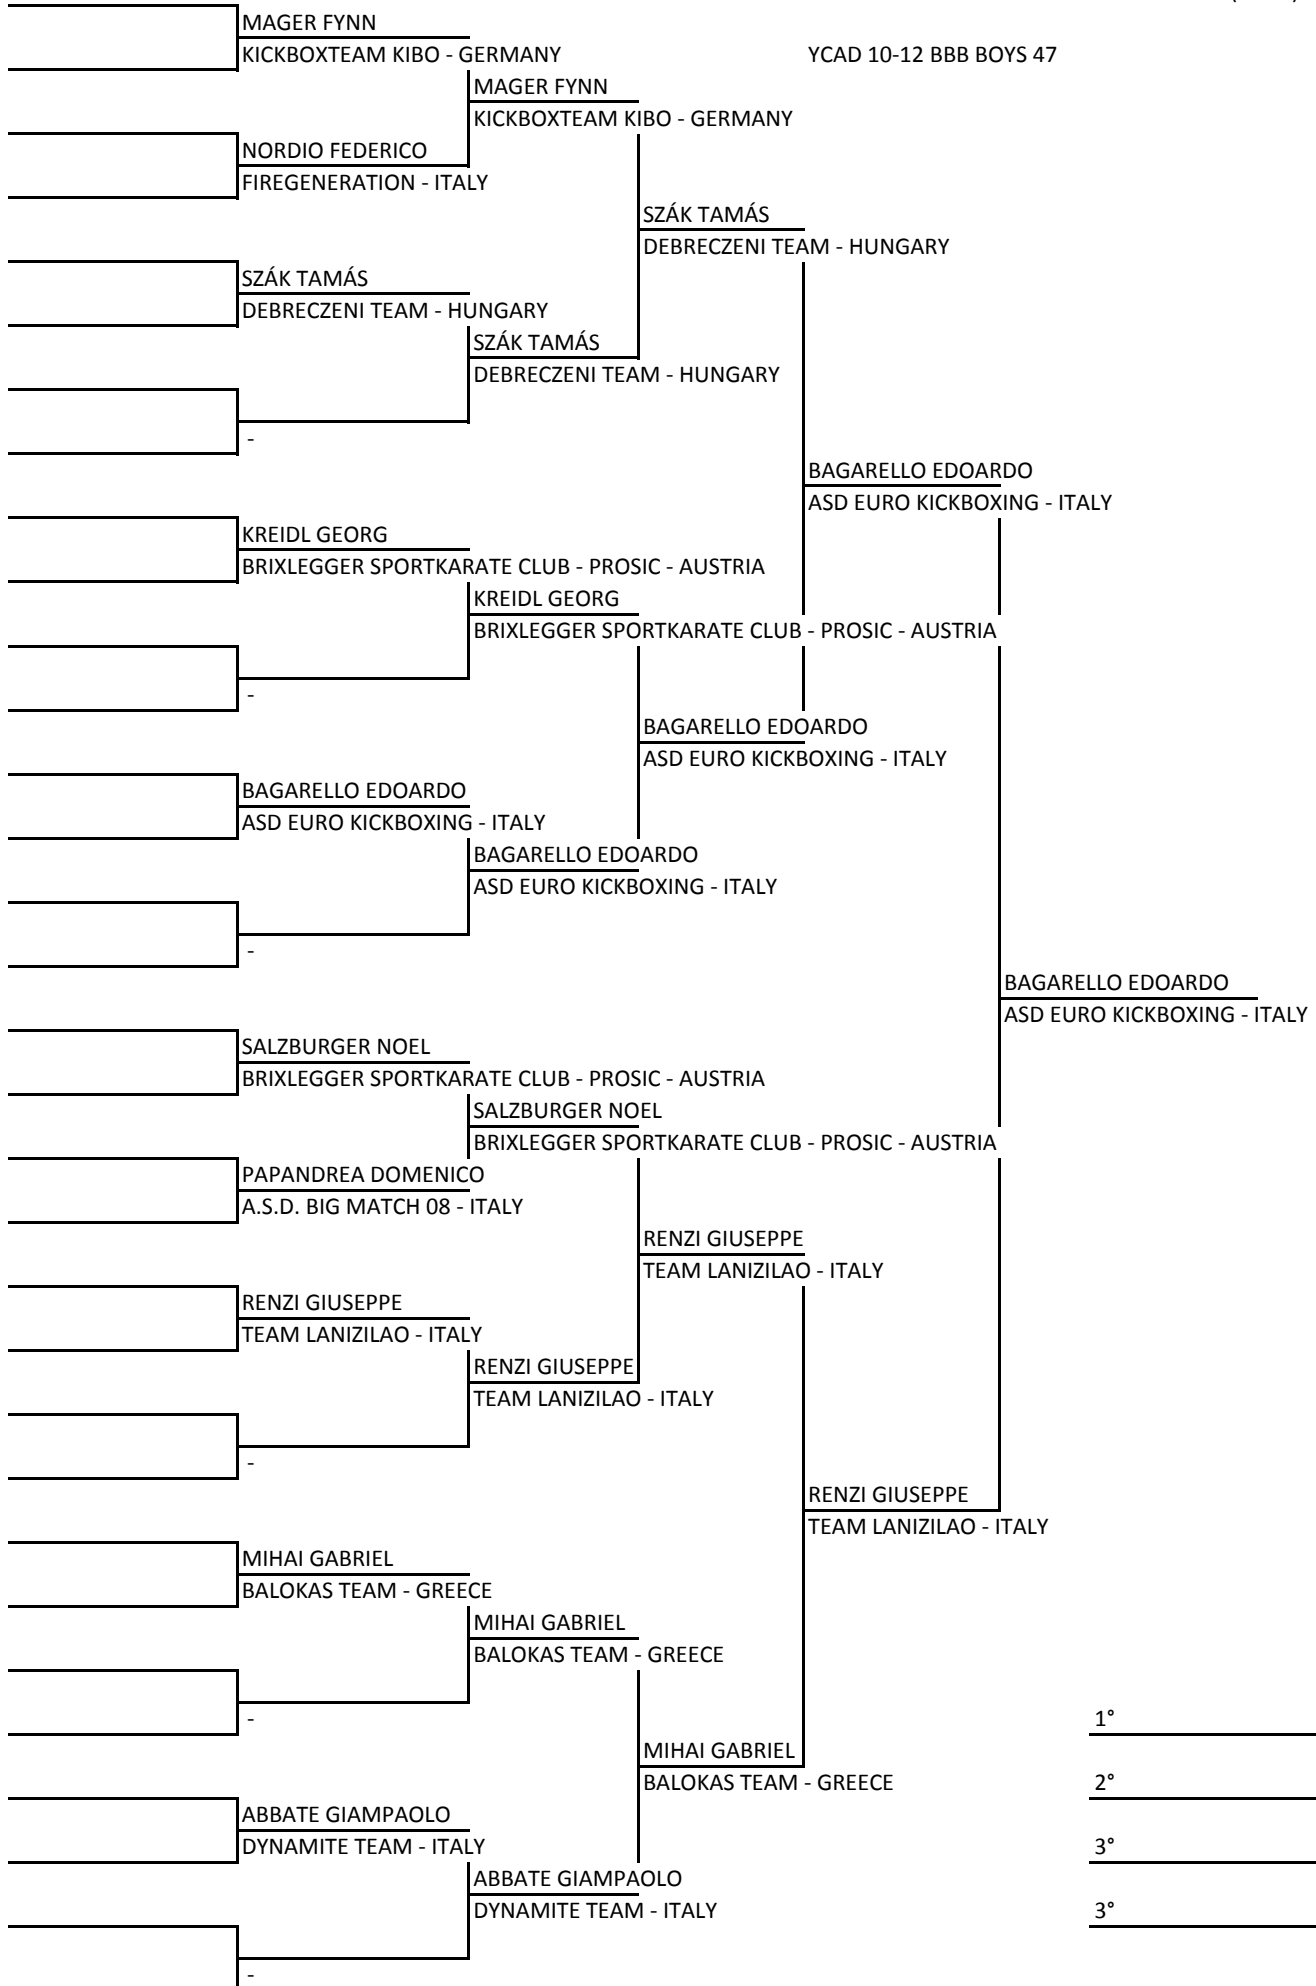 MAGER FYNN
KICKBOXTEAM KIBO - GERMANY
YCAD 10-12 BBB BOYS 47
MAGER FYNN
KICKBOXTEAM KIBO - GERMANY
NORDIO FEDERICO
FIREGENERATION - ITALY
SZÁK TAMÁS
DEBRECZENI TEAM - HUNGARY
SZÁK TAMÁS
DEBRECZENI TEAM - HUNGARY
SZÁK TAMÁS
DEBRECZENI TEAM - HUNGARY
-
BAGARELLO EDOARDO
ASD EURO KICKBOXING - ITALY
KREIDL GEORG
BRIXLEGGER SPORTKARATE CLUB - PROSIC - AUSTRIA
KREIDL GEORG
BRIXLEGGER SPORTKARATE CLUB - PROSIC - AUSTRIA
-
BAGARELLO EDOARDO
ASD EURO KICKBOXING - ITALY
BAGARELLO EDOARDO
ASD EURO KICKBOXING - ITALY
BAGARELLO EDOARDO
ASD EURO KICKBOXING - ITALY
-
BAGARELLO EDOARDO
ASD EURO KICKBOXING - ITALY
SALZBURGER NOEL
BRIXLEGGER SPORTKARATE CLUB - PROSIC - AUSTRIA
SALZBURGER NOEL
BRIXLEGGER SPORTKARATE CLUB - PROSIC - AUSTRIA
PAPANDREA DOMENICO
A.S.D. BIG MATCH 08 - ITALY
RENZI GIUSEPPE
TEAM LANIZILAO - ITALY
RENZI GIUSEPPE
TEAM LANIZILAO - ITALY
RENZI GIUSEPPE
TEAM LANIZILAO - ITALY
-
RENZI GIUSEPPE
TEAM LANIZILAO - ITALY
MIHAI GABRIEL
BALOKAS TEAM - GREECE
MIHAI GABRIEL
BALOKAS TEAM - GREECE
-
1°
MIHAI GABRIEL
BALOKAS TEAM - GREECE
2°
ABBATE GIAMPAOLO
DYNAMITE TEAM - ITALY
3°
ABBATE GIAMPAOLO
DYNAMITE TEAM - ITALY
3°
-